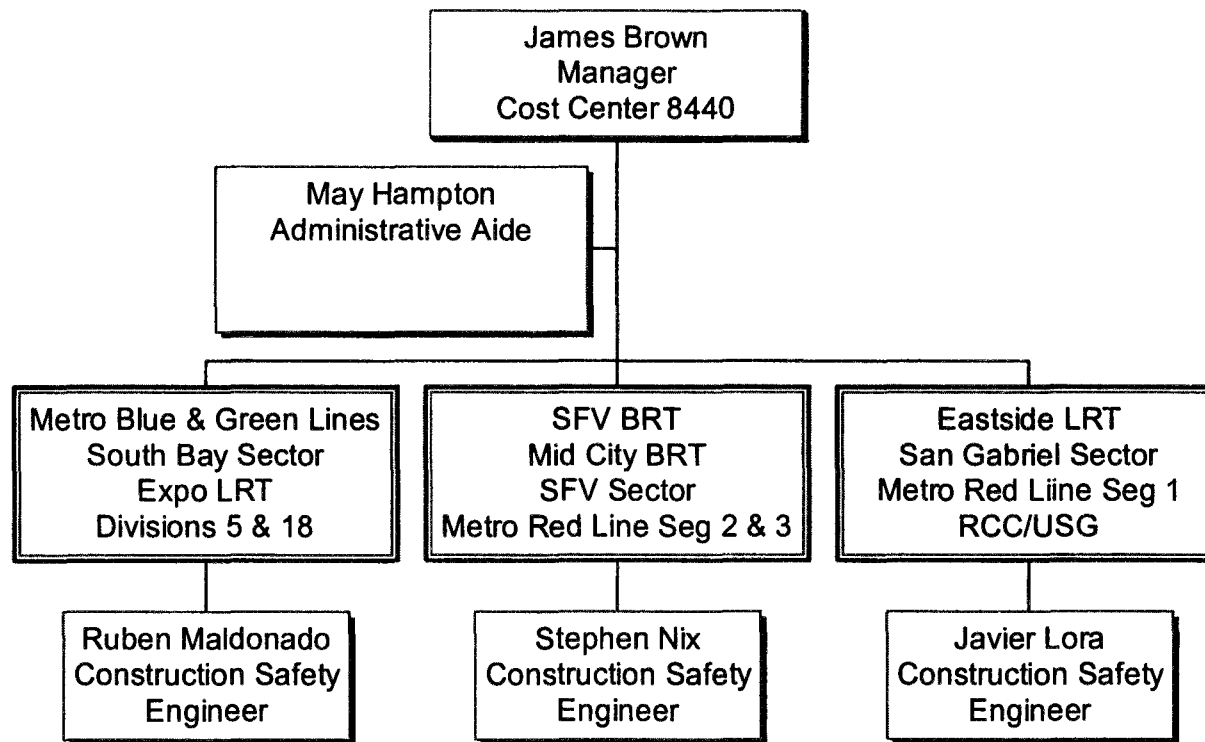 James Brown
Manager
Cost Center 8440
May Hampton
Administrative Aide
Metro Blue & Green Lines
South Bay Sector
Expo LRT
Divisions 5 & 18
SFV BRT
Mid City BRT
SFV Sector
Metro Red Line Seg 2 & 3
Eastside LRT
San Gabriel Sector
Metro Red Liine Seg 1
RCC/USG
Ruben Maldonado
Construction Safety
Engineer
Stephen Nix
Construction Safety
Engineer
Javier Lora
Construction Safety
Engineer